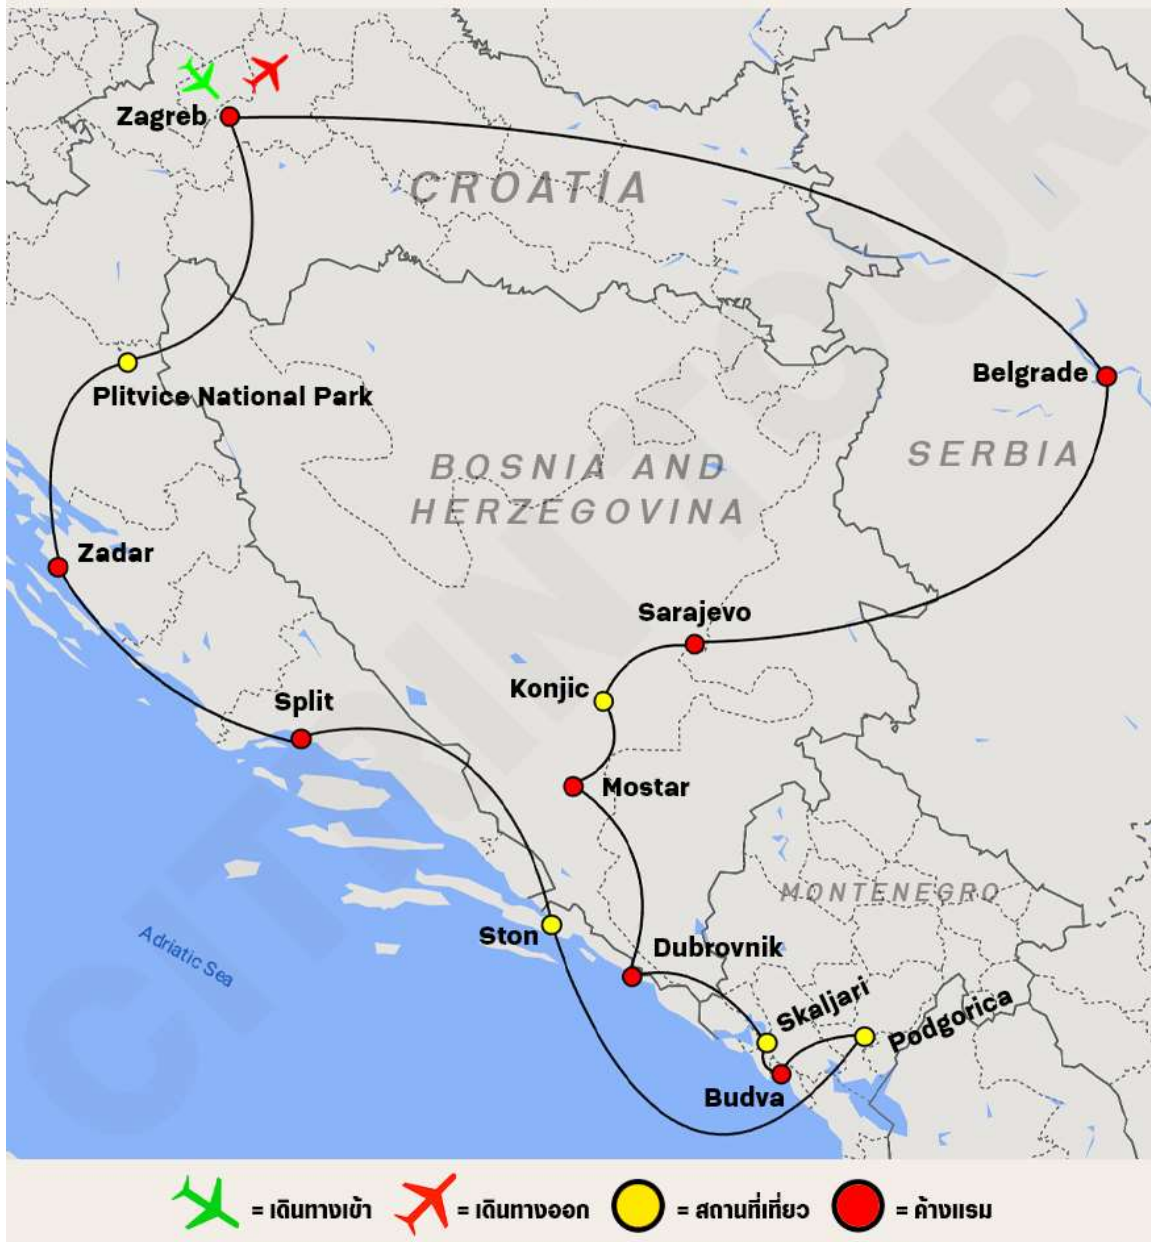 Zagreb
CROATIA
Belgrade
Plitvice National Park
SERBIA
BOSNIA AND
HERZEGOVINA
Zadar
Sarajevo
Konjic
Split
Mostar
MONTENEGRO
Ston
Adriatic Sea
Dubrovnik
Skaljari
Podgorica
Budva
= เดินทางเข้า = เดินทางออก = สถานที่เที่ยว = ค้างแรม